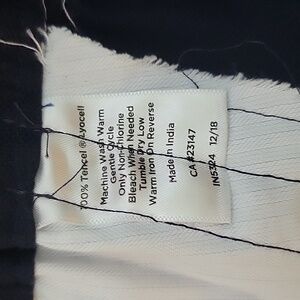 100% Tencel ® Lyocell
Machine Wash Warm
Gentle Cycle
Only Non-Chlorine
Bleach When Needed
Tumble Dry Low
Warm Iron On Reverse
Made in India
CA#23147
IN5324 12/18